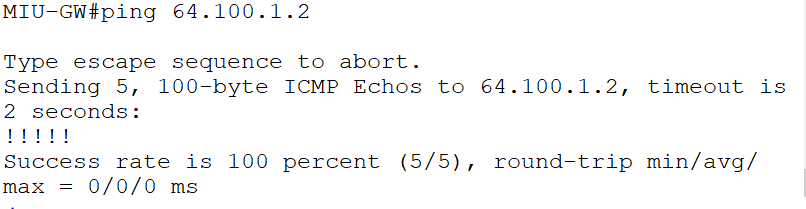 MIU-GW#ping 64.100.1.2
Type escape sequence to abort.
Sending 5, 100-byte ICMP Echos to 64.100.1.2, timeout is
2 seconds:
!!!!!
Success rate is 100 percent (5/5), round-trip min/avg/
max = 0/0/0 ms